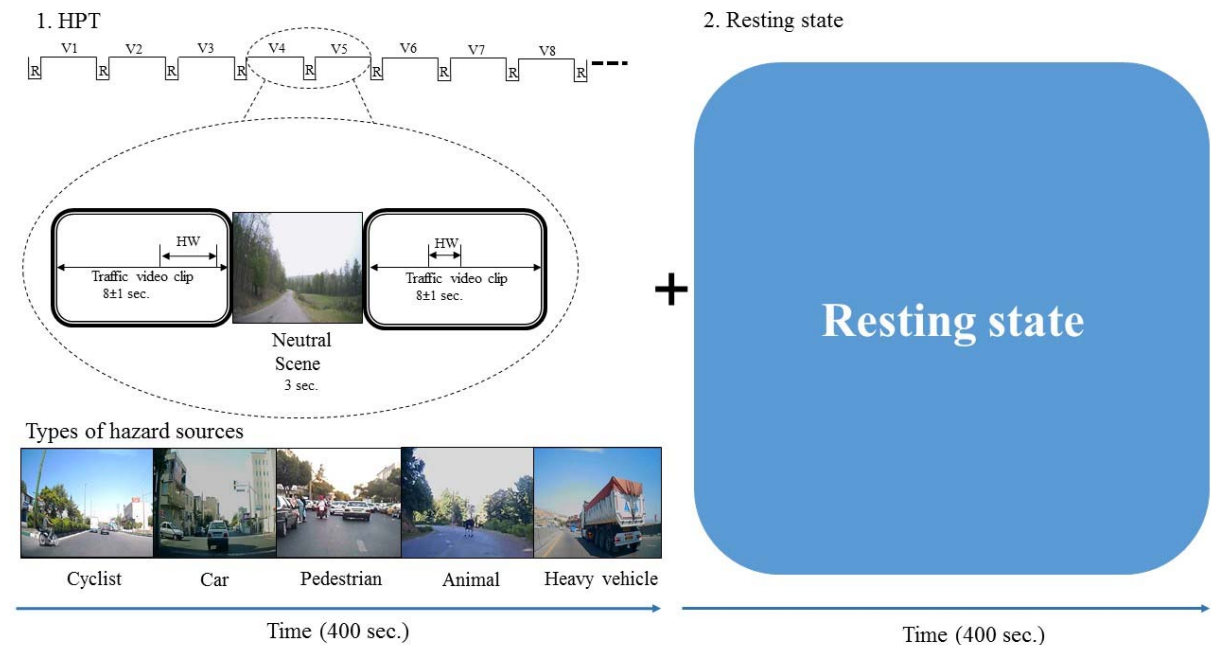 1. HPT
V1 V2 V3 V4 V5 V6 V7 V8
R R R R R R R R R
HW
Traffic video clip
8±1 sec.
Neutral
Scene
3 sec.
HW
Traffic video clip
8±1 sec.
Types of hazard sources
Cyclist Car Pedestrian Animal Heavy vehicle
Time (400 sec.)
+
2. Resting state
Resting state
Time (400 sec.)